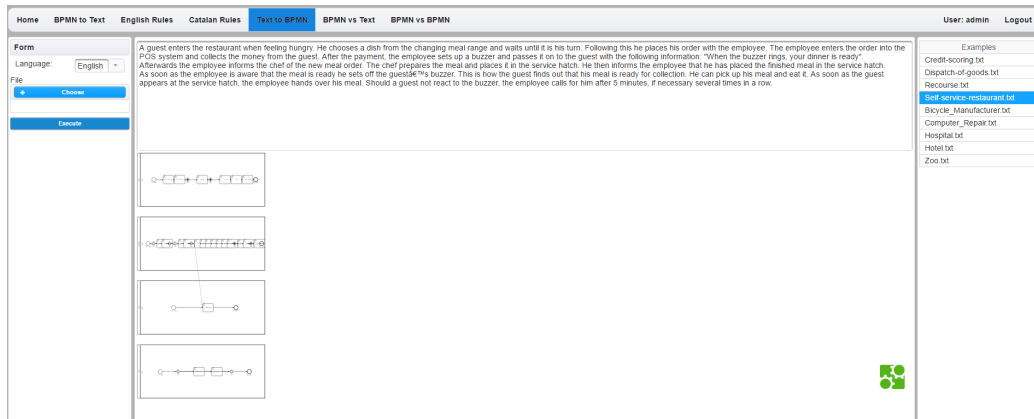 Home BPMN to Text English Rules Catalan Rules Text to BPMN BPMN vs Text BPMN vs BPMN User: admin Logout
Form
Language: English
File
+ Choose
Execute
A guest enters the restaurant when feeling hungry. He chooses a dish from the changing meal range and waits until it is his turn. Following this he places his order with the employee. The employee enters the order into the
POS system and collects the money from the guest. After the payment, the employee sets up a buzzer and passes it on to the guest with the following information: "When the buzzer rings, your dinner is ready".
Afterwards the employee informs the chef of the new meal order. The chef prepares the meal and places it in the service hatch. He then informs the employee that he has placed the finished meal in the service hatch.
As soon as the employee is aware that the meal is ready he sets off the guestâ€™s buzzer. This is how the guest finds out that his meal is ready for collection. He can pick up his meal and eat it. As soon as the guest
appears at the service hatch, the employee hands over his meal. Should a guest not react to the buzzer, the employee calls for him after 5 minutes, if necessary several times in a row.
Examples
Credit-scoring.txt
Dispatch-of-goods.txt
Recourse.txt
Self-service-restaurant.txt
Bicycle_Manufacturer.txt
Computer_Repair.txt
Hospital.txt
Hotel.txt
Zoo.txt